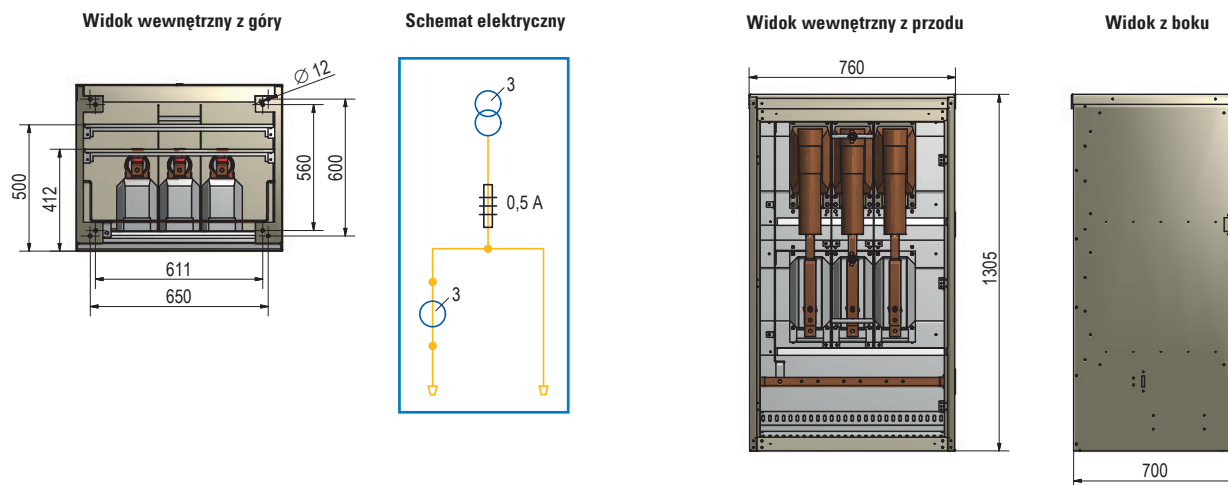 Widok wewnętrzny z góry
Schemat elektryczny
Widok wewnętrzny z przodu
Widok z boku
Ø 12
500
412
560
600
611
650
3
0,5 A
3
760
1305
700